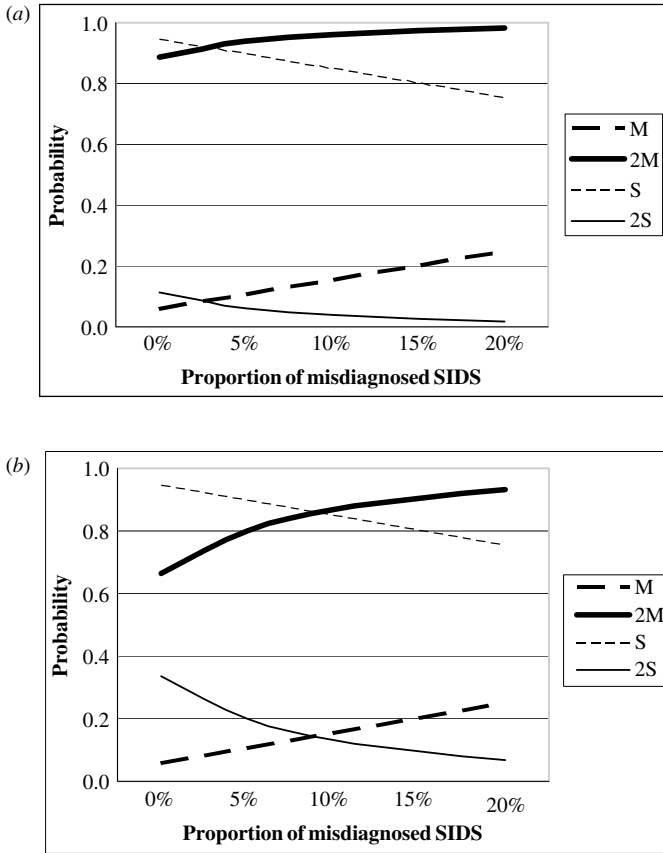 (a)
1.0
0.8
0.6
0.4
0.2
0.0
Probability
0% 5% 10% 15% 20%
Proportion of misdiagnosed SIDS
M
2M
S
2S
(b)
1.0
0.8
0.6
0.4
0.2
0.0
Probability
0% 5% 10% 15% 20%
Proportion of misdiagnosed SIDS
M
2M
S
2S